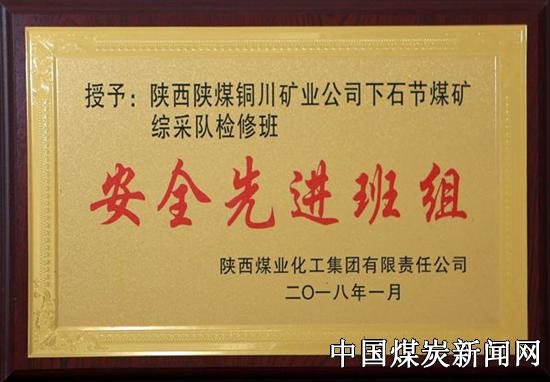 授予：陕西陕煤铜川矿业公司下石节煤矿
综采队检修班
安全先进班组
陕西煤业化工集团有限责任公司
二〇一八年一月
中国煤炭新闻网